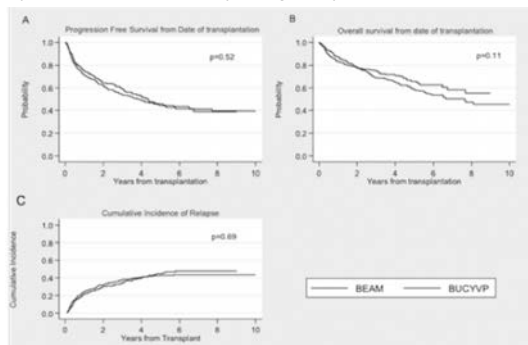 A
Progression Free Survival from Date of transplantation
1.0
0.8
0.6
0.4
0.2
0.0
Probability
p=0.52
0 2 4 6 8 10
Years from transplantation
B
Overall survival from date of transplantation
1.0
0.8
0.6
0.4
0.2
0.0
Probability
p=0.11
0 2 4 6 8 10
Years from transplantation
C
Cumulative Incidence of Relapse
1.0
0.8
0.6
0.4
0.2
0.0
Cumulative Incidence
p=0.69
0 2 4 6 8 10
Years from Transplant
BEAM BUCYVP